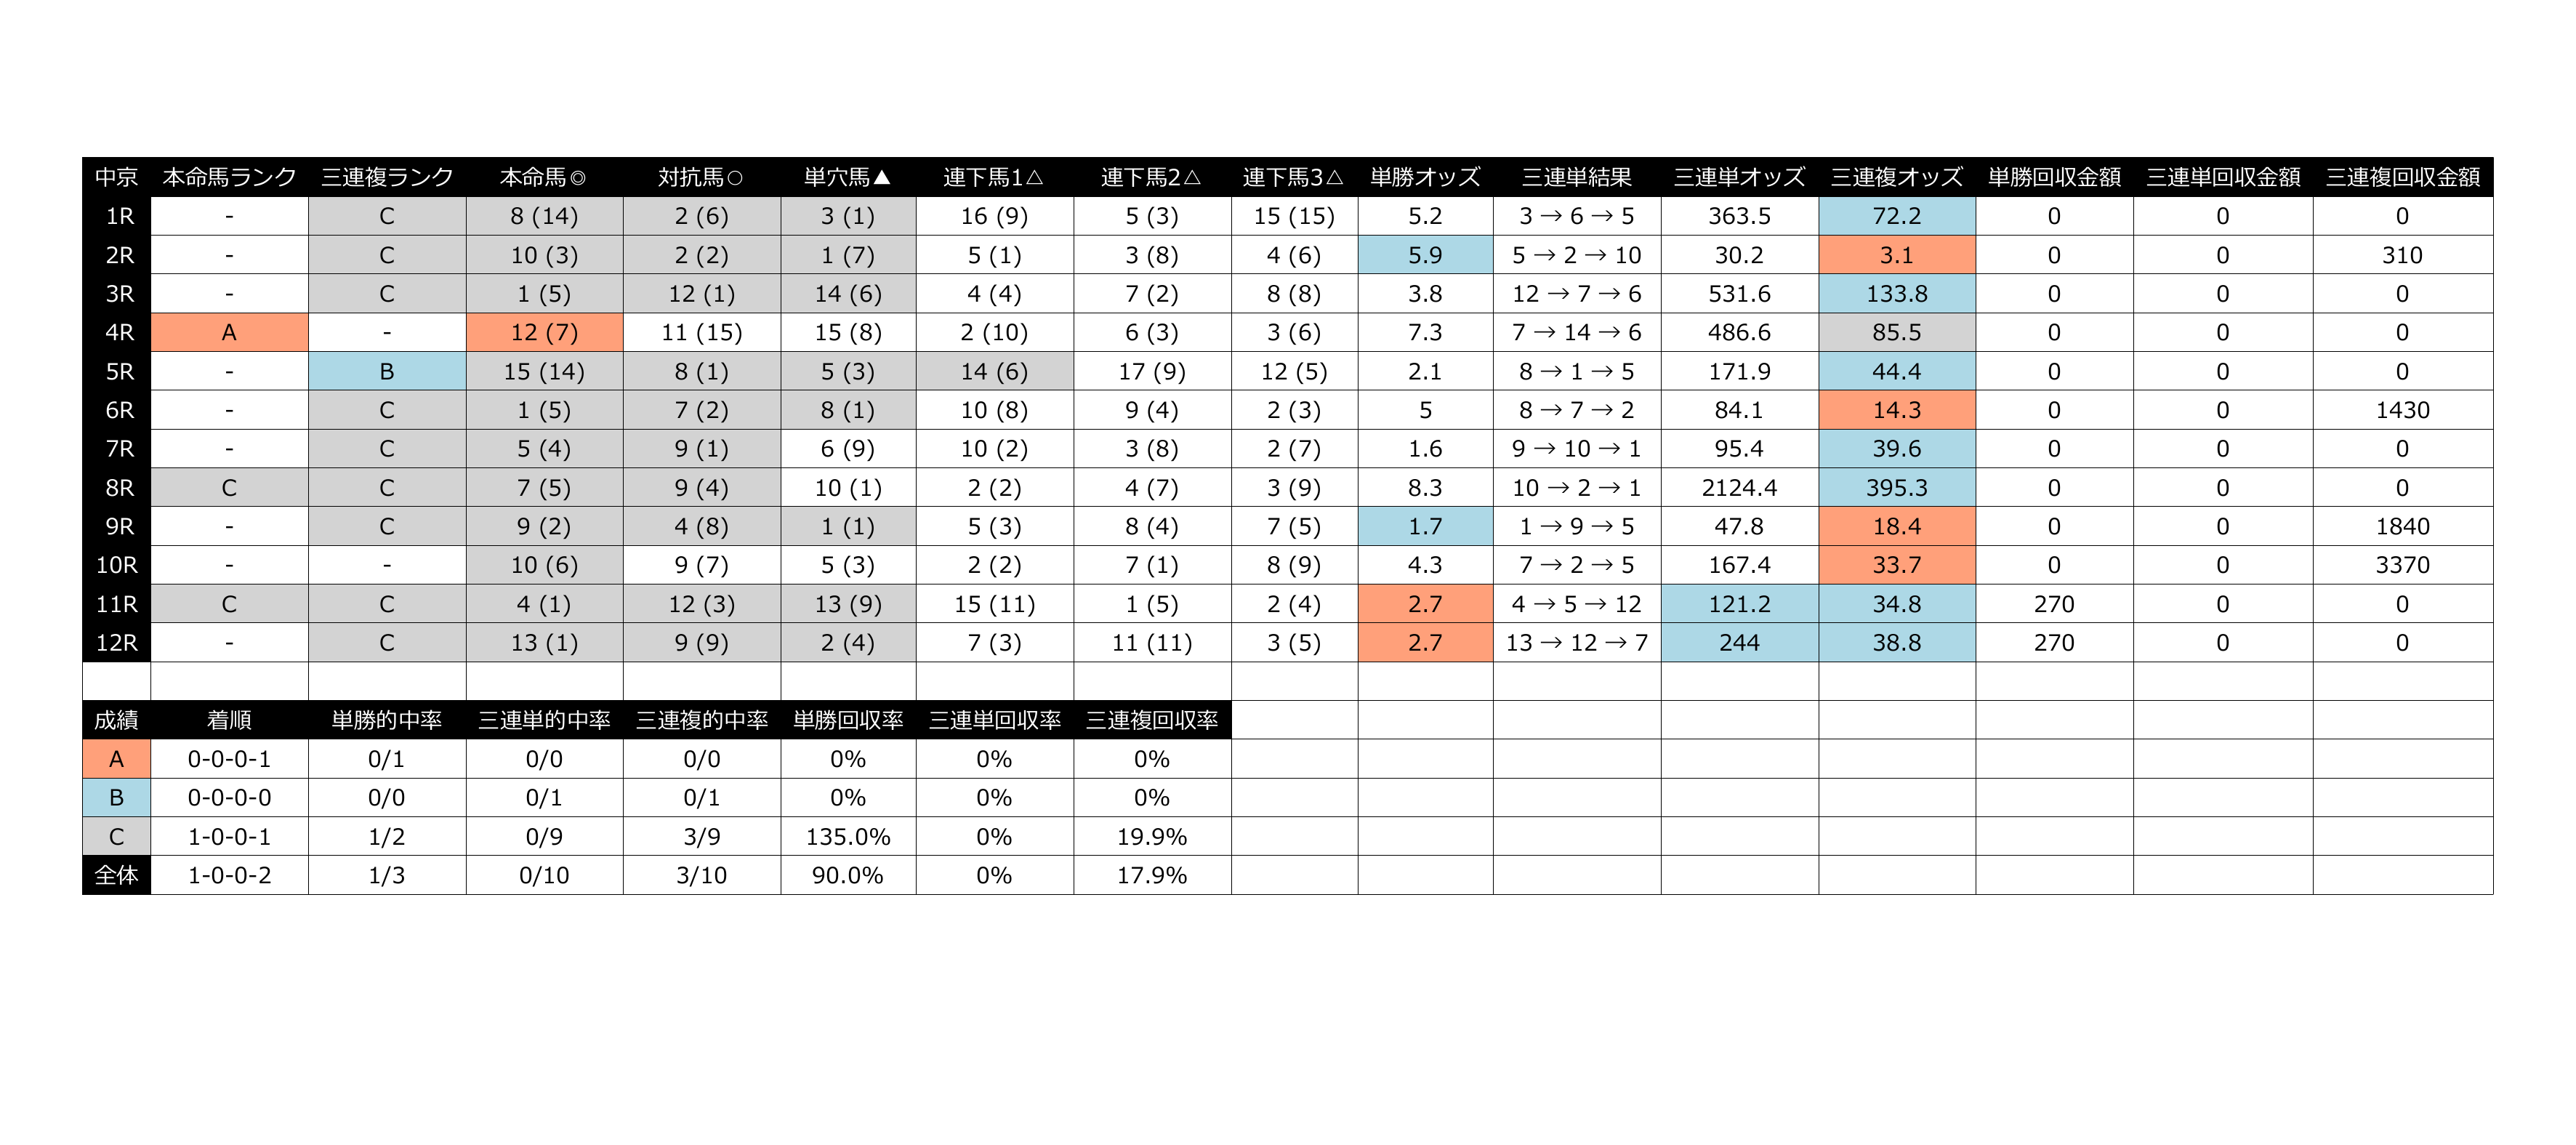 中京 本命馬ランク 三連複ランク 本命馬◎ 対抗馬○ 単穴馬▲ 連下馬1△ 連下馬2△ 連下馬3△ 単勝オッズ 三連単結果 三連単オッズ 三連複オッズ 単勝回収金額 三連単回収金額 三連複回収金額
1R - C 8 (14) 2 (6) 3 (1) 16 (9) 5 (3) 15 (15) 5.2 3 → 6 → 5 363.5 72.2 0 0 0
2R - C 10 (3) 2 (2) 1 (7) 5 (1) 3 (8) 4 (6) 5.9 5 → 2 → 10 30.2 3.1 0 0 310
3R - C 1 (5) 12 (1) 14 (6) 4 (4) 7 (2) 8 (8) 3.8 12 → 7 → 6 531.6 133.8 0 0 0
4R A - 12 (7) 11 (15) 15 (8) 2 (10) 6 (3) 3 (6) 7.3 7 → 14 → 6 486.6 85.5 0 0 0
5R - B 15 (14) 8 (1) 5 (3) 14 (6) 17 (9) 12 (5) 2.1 8 → 1 → 5 171.9 44.4 0 0 0
6R - C 1 (5) 7 (2) 8 (1) 10 (8) 9 (4) 2 (3) 5 8 → 7 → 2 84.1 14.3 0 0 1430
7R - C 5 (4) 9 (1) 6 (9) 10 (2) 3 (8) 2 (7) 1.6 9 → 10 → 1 95.4 39.6 0 0 0
8R C C 7 (5) 9 (4) 10 (1) 2 (2) 4 (7) 3 (9) 8.3 10 → 2 → 1 2124.4 395.3 0 0 0
9R - C 9 (2) 4 (8) 1 (1) 5 (3) 8 (4) 7 (5) 1.7 1 → 9 → 5 47.8 18.4 0 0 1840
10R - - 10 (6) 9 (7) 5 (3) 2 (2) 7 (1) 8 (9) 4.3 7 → 2 → 5 167.4 33.7 0 0 3370
11R C C 4 (1) 12 (3) 13 (9) 15 (11) 1 (5) 2 (4) 2.7 4 → 5 → 12 121.2 34.8 270 0 0
12R - C 13 (1) 9 (9) 2 (4) 7 (3) 11 (11) 3 (5) 2.7 13 → 12 → 7 244 38.8 270 0 0
成績 着順 単勝的中率 三連単的中率 三連複的中率 単勝回収率 三連単回収率 三連複回収率
A 0-0-0-1 0/1 0/0 0/0 0% 0% 0%
B 0-0-0-0 0/0 0/1 0/1 0% 0% 0%
C 1-0-0-1 1/2 0/9 3/9 135.0% 0% 19.9%
全体 1-0-0-2 1/3 0/10 3/10 90.0% 0% 17.9%